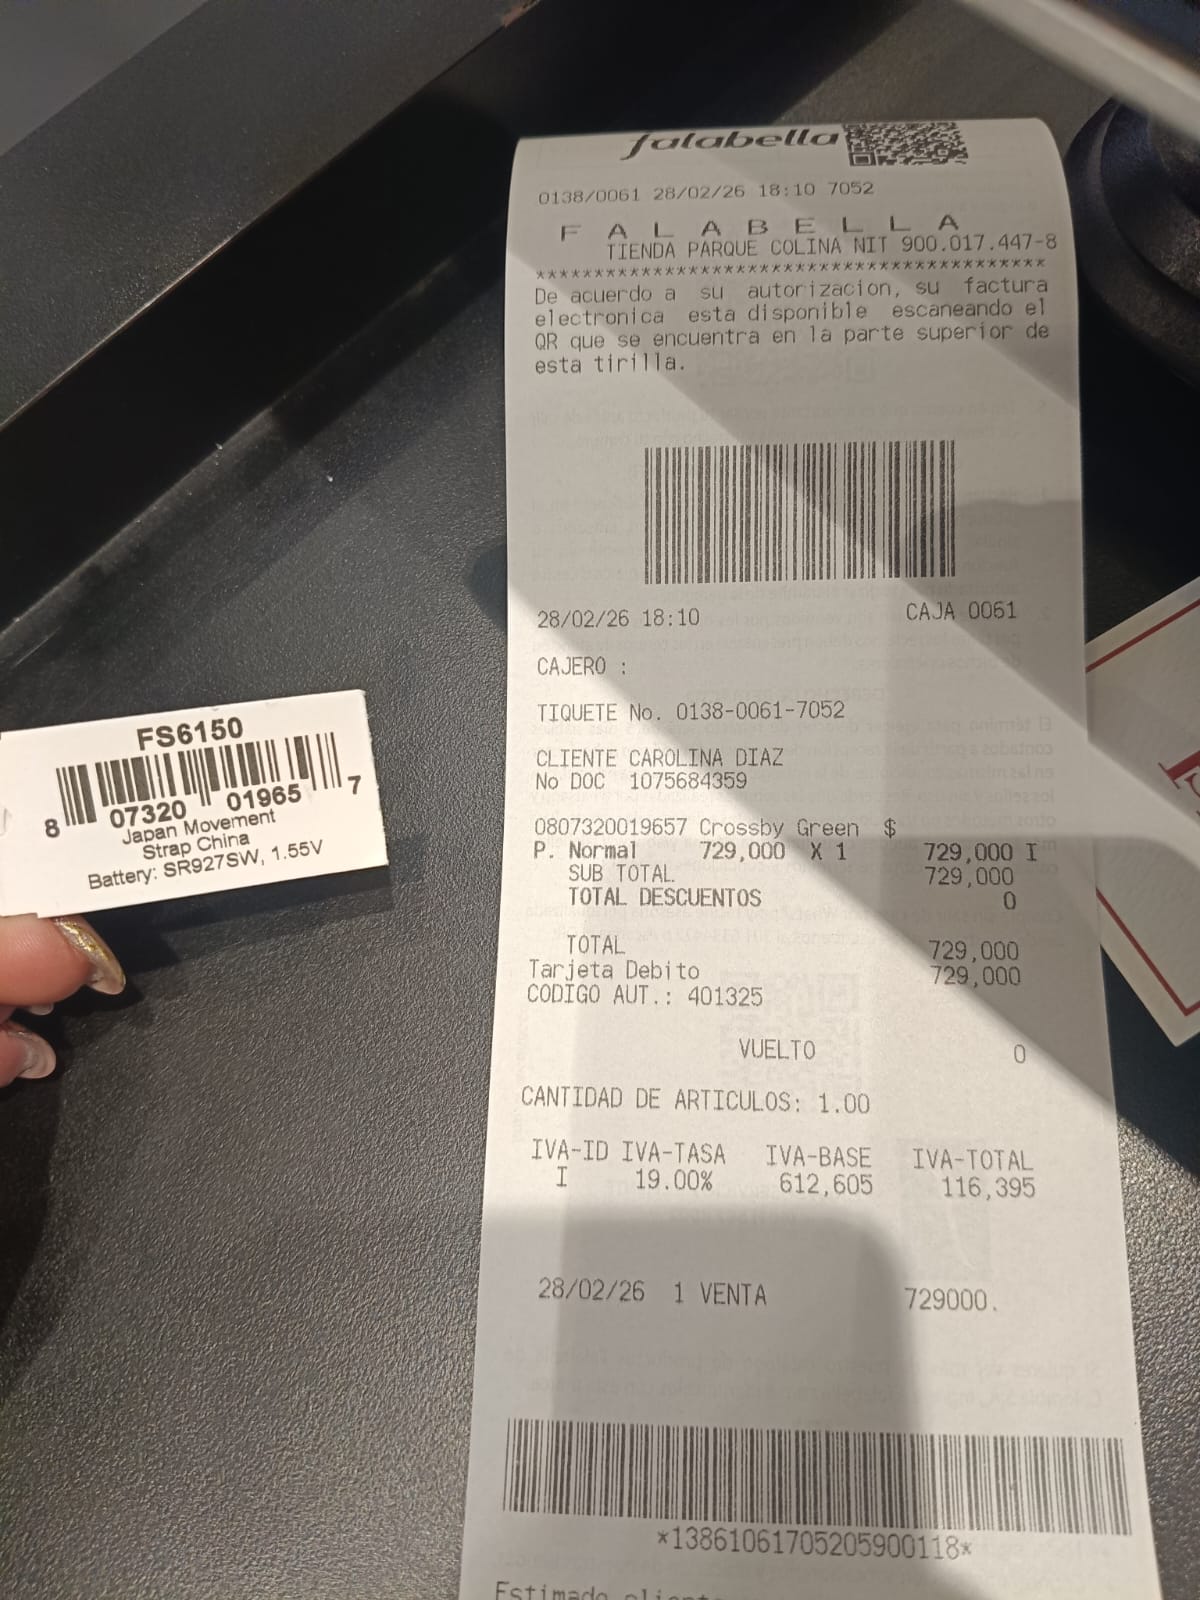 falabella
0138/0061 28/02/26 18:10 7052
F A L A B E L L A
TIENDA PARQUE COLINA NIT 900.017.447-8
********************************************
De acuerdo a su autorizacion, su factura
electronica esta disponible escaneando el
QR que se encuentra en la parte superior de
esta tirilla.
28/02/26 18:10 CAJA 0061
CAJERO :
TIQUETE No. 0138-0061-7052
CLIENTE CAROLINA DIAZ
No DOC 1075684359
0807320019657 Crossby Green $
P. Normal 729,000 X 1 729,000 I
SUB TOTAL 729,000
TOTAL DESCUENTOS 0
TOTAL 729,000
Tarjeta Debito 729,000
CODIGO AUT.: 401325
VUELTO 0
CANTIDAD DE ARTICULOS: 1.00
IVA-ID IVA-TASA IVA-BASE IVA-TOTAL
I 19.00% 612,605 116,395
28/02/26 1 VENTA 729000.
*13861061705205900118*
Estimado
FS6150
8 07320 01965 7
Japan Movement
Strap China
Battery: SR927SW, 1.55V